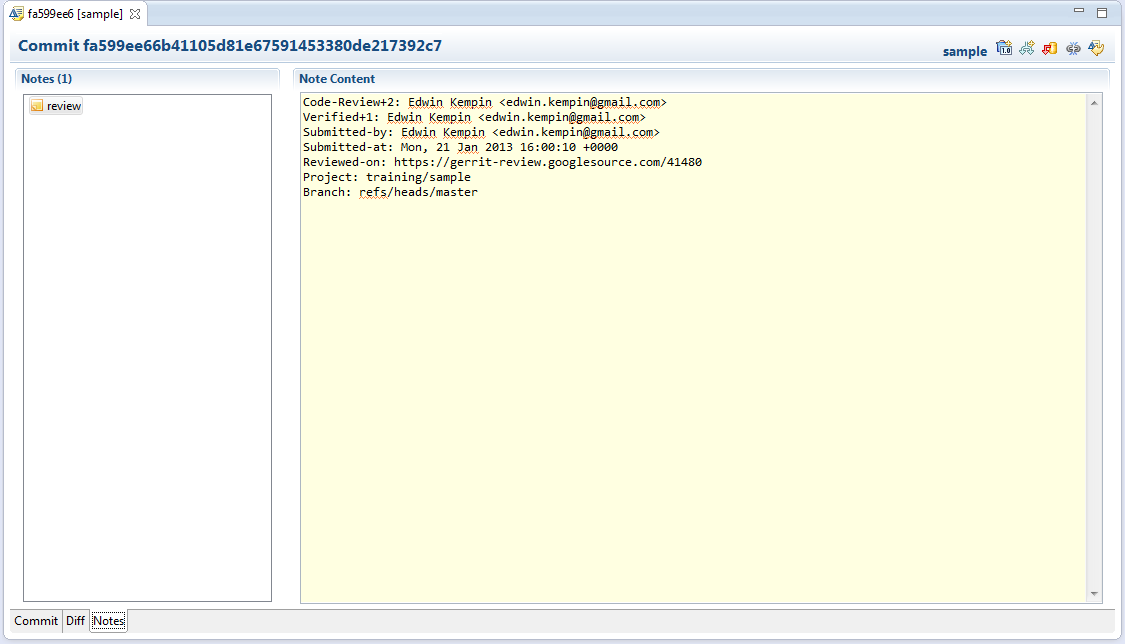 fa599ee6 [sample]
Commit fa599ee66b41105d81e67591453380de217392c7
sample
Notes (1)
review
Note Content
Code-Review+2: Edwin Kempin <edwin.kempin@gmail.com>
Verified+1: Edwin Kempin <edwin.kempin@gmail.com>
Submitted-by: Edwin Kempin <edwin.kempin@gmail.com>
Submitted-at: Mon, 21 Jan 2013 16:00:10 +0000
Reviewed-on: https://gerrit-review.googlesource.com/41480
Project: training/sample
Branch: refs/heads/master
Commit Diff Notes